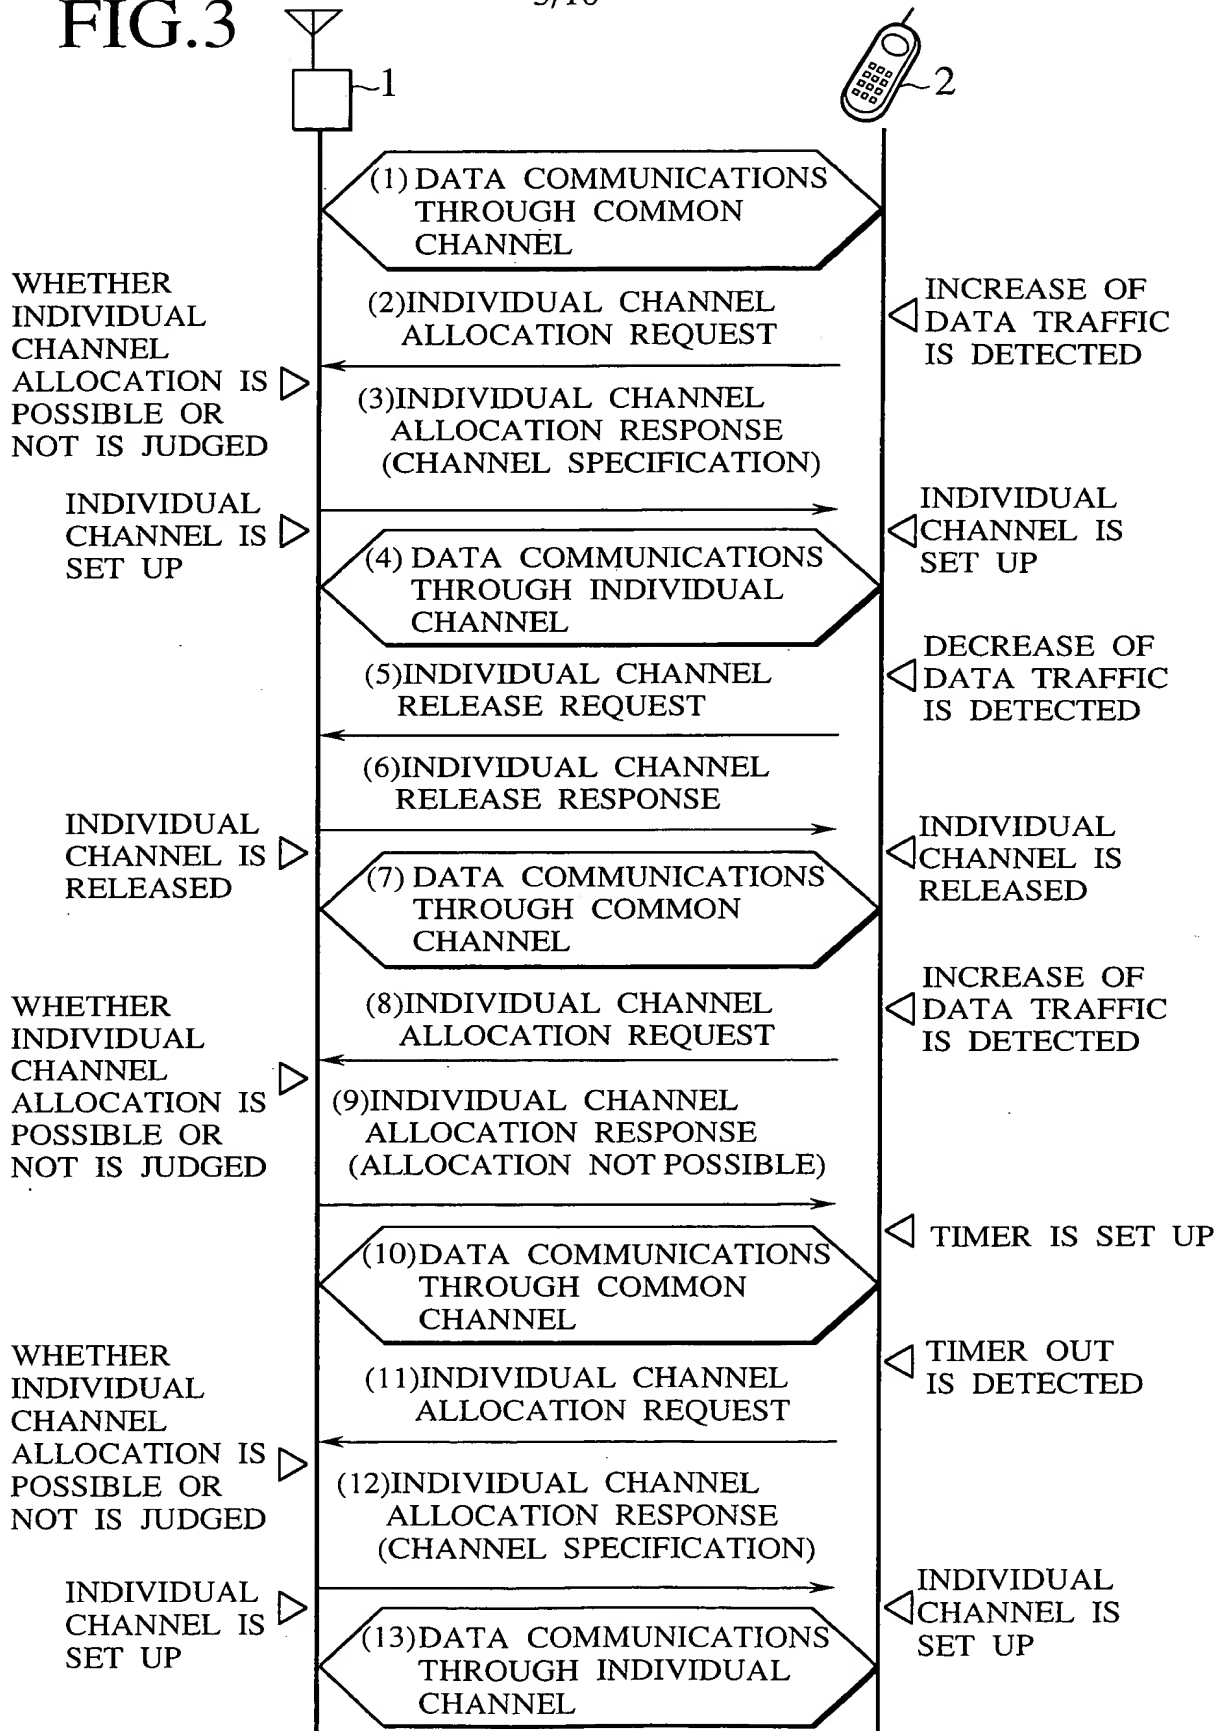 3/16
FIG.3
1
2
(1) DATA COMMUNICATIONS
THROUGH COMMON
CHANNEL
WHETHER
INDIVIDUAL
CHANNEL
ALLOCATION IS
POSSIBLE OR
NOT IS JUDGED
(2)INDIVIDUAL CHANNEL
ALLOCATION REQUEST
INCREASE OF
DATA TRAFFIC
IS DETECTED
(3)INDIVIDUAL CHANNEL
ALLOCATION RESPONSE
(CHANNEL SPECIFICATION)
INDIVIDUAL
CHANNEL IS
SET UP
INDIVIDUAL
CHANNEL IS
SET UP
(4) DATA COMMUNICATIONS
THROUGH INDIVIDUAL
CHANNEL
DECREASE OF
DATA TRAFFIC
IS DETECTED
(5)INDIVIDUAL CHANNEL
RELEASE REQUEST
(6)INDIVIDUAL CHANNEL
RELEASE RESPONSE
INDIVIDUAL
CHANNEL IS
RELEASED
INDIVIDUAL
CHANNEL IS
RELEASED
(7) DATA COMMUNICATIONS
THROUGH COMMON
CHANNEL
INCREASE OF
DATA TRAFFIC
IS DETECTED
WHETHER
INDIVIDUAL
CHANNEL
ALLOCATION IS
POSSIBLE OR
NOT IS JUDGED
(8)INDIVIDUAL CHANNEL
ALLOCATION REQUEST
(9)INDIVIDUAL CHANNEL
ALLOCATION RESPONSE
(ALLOCATION NOT POSSIBLE)
TIMER IS SET UP
(10)DATA COMMUNICATIONS
THROUGH COMMON
CHANNEL
WHETHER
INDIVIDUAL
CHANNEL
ALLOCATION IS
POSSIBLE OR
NOT IS JUDGED
TIMER OUT
IS DETECTED
(11)INDIVIDUAL CHANNEL
ALLOCATION REQUEST
(12)INDIVIDUAL CHANNEL
ALLOCATION RESPONSE
(CHANNEL SPECIFICATION)
INDIVIDUAL
CHANNEL IS
SET UP
INDIVIDUAL
CHANNEL IS
SET UP
(13)DATA COMMUNICATIONS
THROUGH INDIVIDUAL
CHANNEL